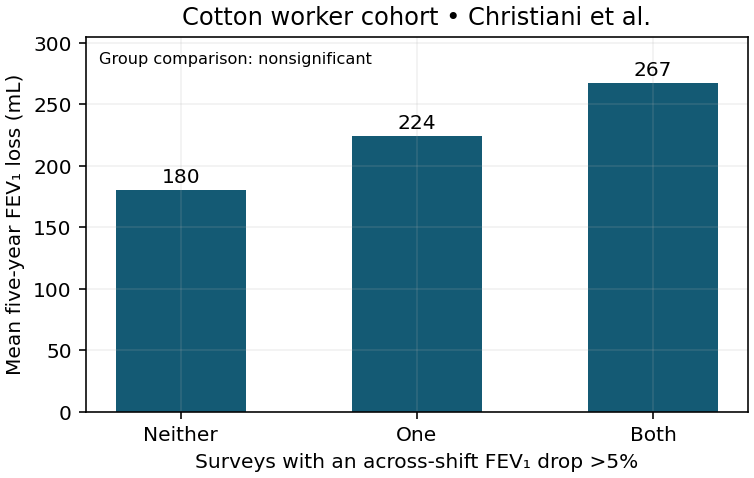 Cotton worker cohort • Christiani et al.
Group comparison: nonsignificant
Mean five-year FEV₁ loss (mL)
300
250
200
150
100
50
0
180
224
267
Neither
One
Both
Surveys with an across-shift FEV₁ drop >5%